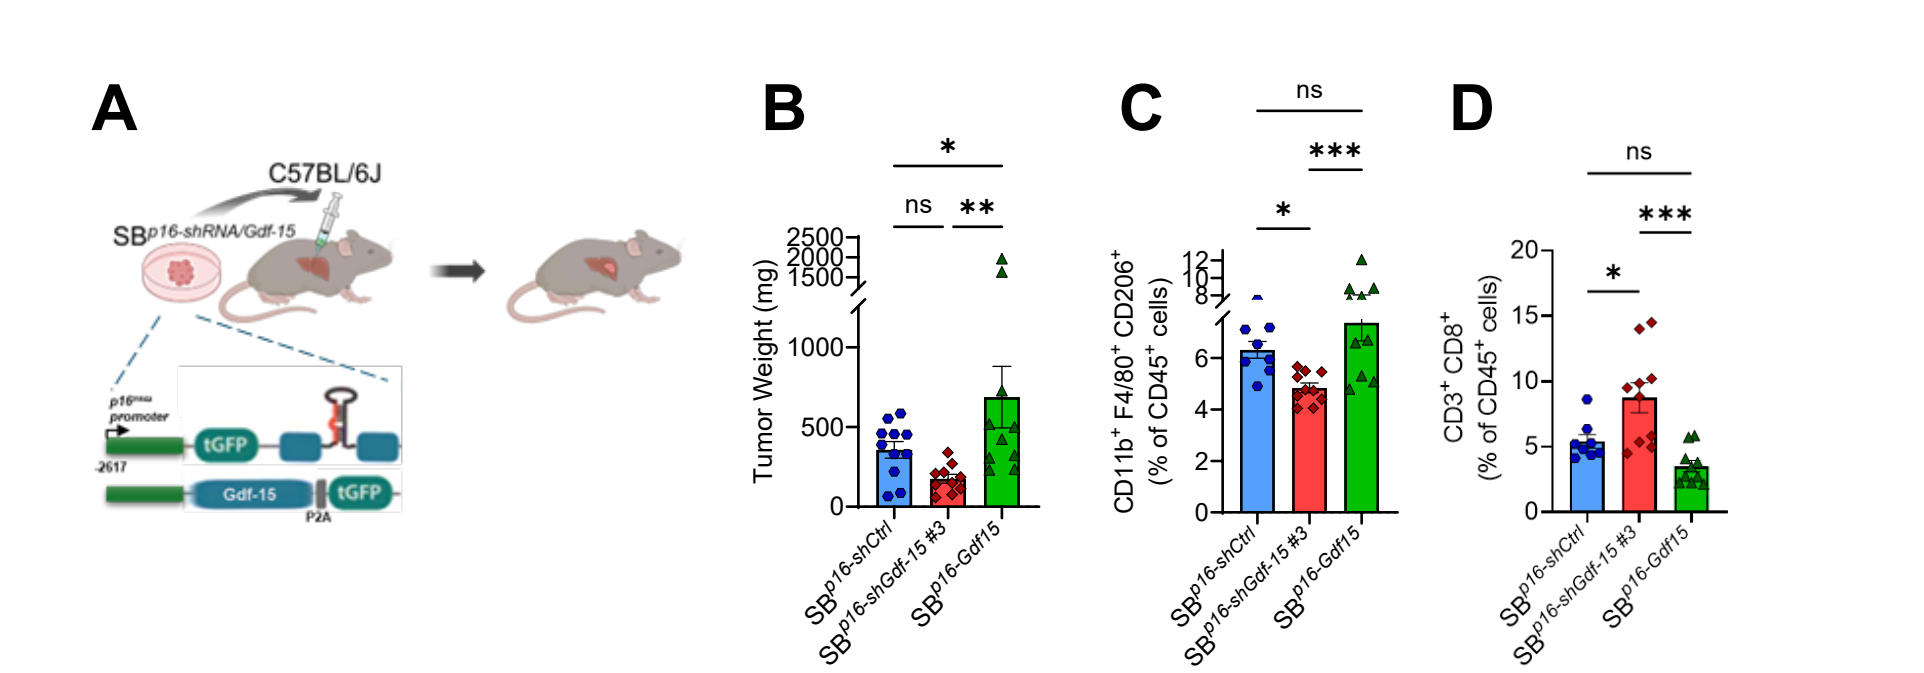 A
C57BL/6J
SBp16-shRNA/Gdf-15
p16INK4a
promoter
-2617
tGFP
Gdf-15
tGFP
P2A
B
*
ns
**
Tumor Weight (mg)
2500
2000
1500
1000
500
0
SBp16-shCtrl
SBp16-shGdf-15 #3
SBp16-Gdf15
C
ns
***
*
CD11b+ F4/80+ CD206+
(% of CD45+ cells)
12
10
8
6
4
2
0
SBp16-shCtrl
SBp16-shGdf-15 #3
SBp16-Gdf15
D
ns
***
*
CD3+ CD8+
(% of CD45+ cells)
20
15
10
5
0
SBp16-shCtrl
SBp16-shGdf-15 #3
SBp16-Gdf15